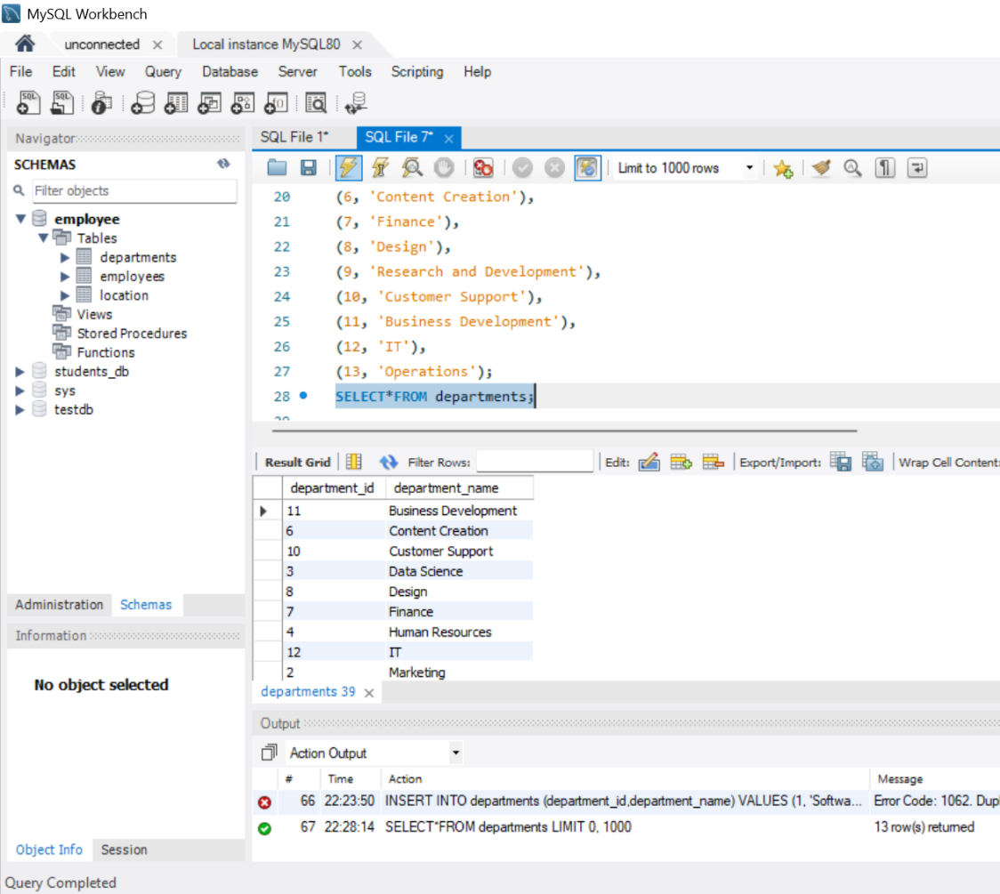 MySQL Workbench
unconnected
Local instance MySQL80
File Edit View Query Database Server Tools Scripting Help
Navigator
SCHEMAS
Filter objects
employee
Tables
departments
employees
location
Views
Stored Procedures
Functions
students_db
sys
testdb
Administration Schemas
Information
No object selected
Object Info Session
SQL File 1*
SQL File 7*
Limit to 1000 rows
20 (6, 'Content Creation'),
21 (7, 'Finance'),
22 (8, 'Design'),
23 (9, 'Research and Development'),
24 (10, 'Customer Support'),
25 (11, 'Business Development'),
26 (12, 'IT'),
27 (13, 'Operations');
28 SELECT*FROM departments;
Result Grid Filter Rows: Edit: Export/Import: Wrap Cell Content:
department_id department_name
11 Business Development
6 Content Creation
10 Customer Support
3 Data Science
8 Design
7 Finance
4 Human Resources
12 IT
2 Marketing
departments 39
Output
Action Output
# Time Action Message
66 22:23:50 INSERT INTO departments (department_id,department_name) VALUES (1, 'Softwa... Error Code: 1062. Dupl
67 22:28:14 SELECT*FROM departments LIMIT 0, 1000 13 row(s) returned
Query Completed